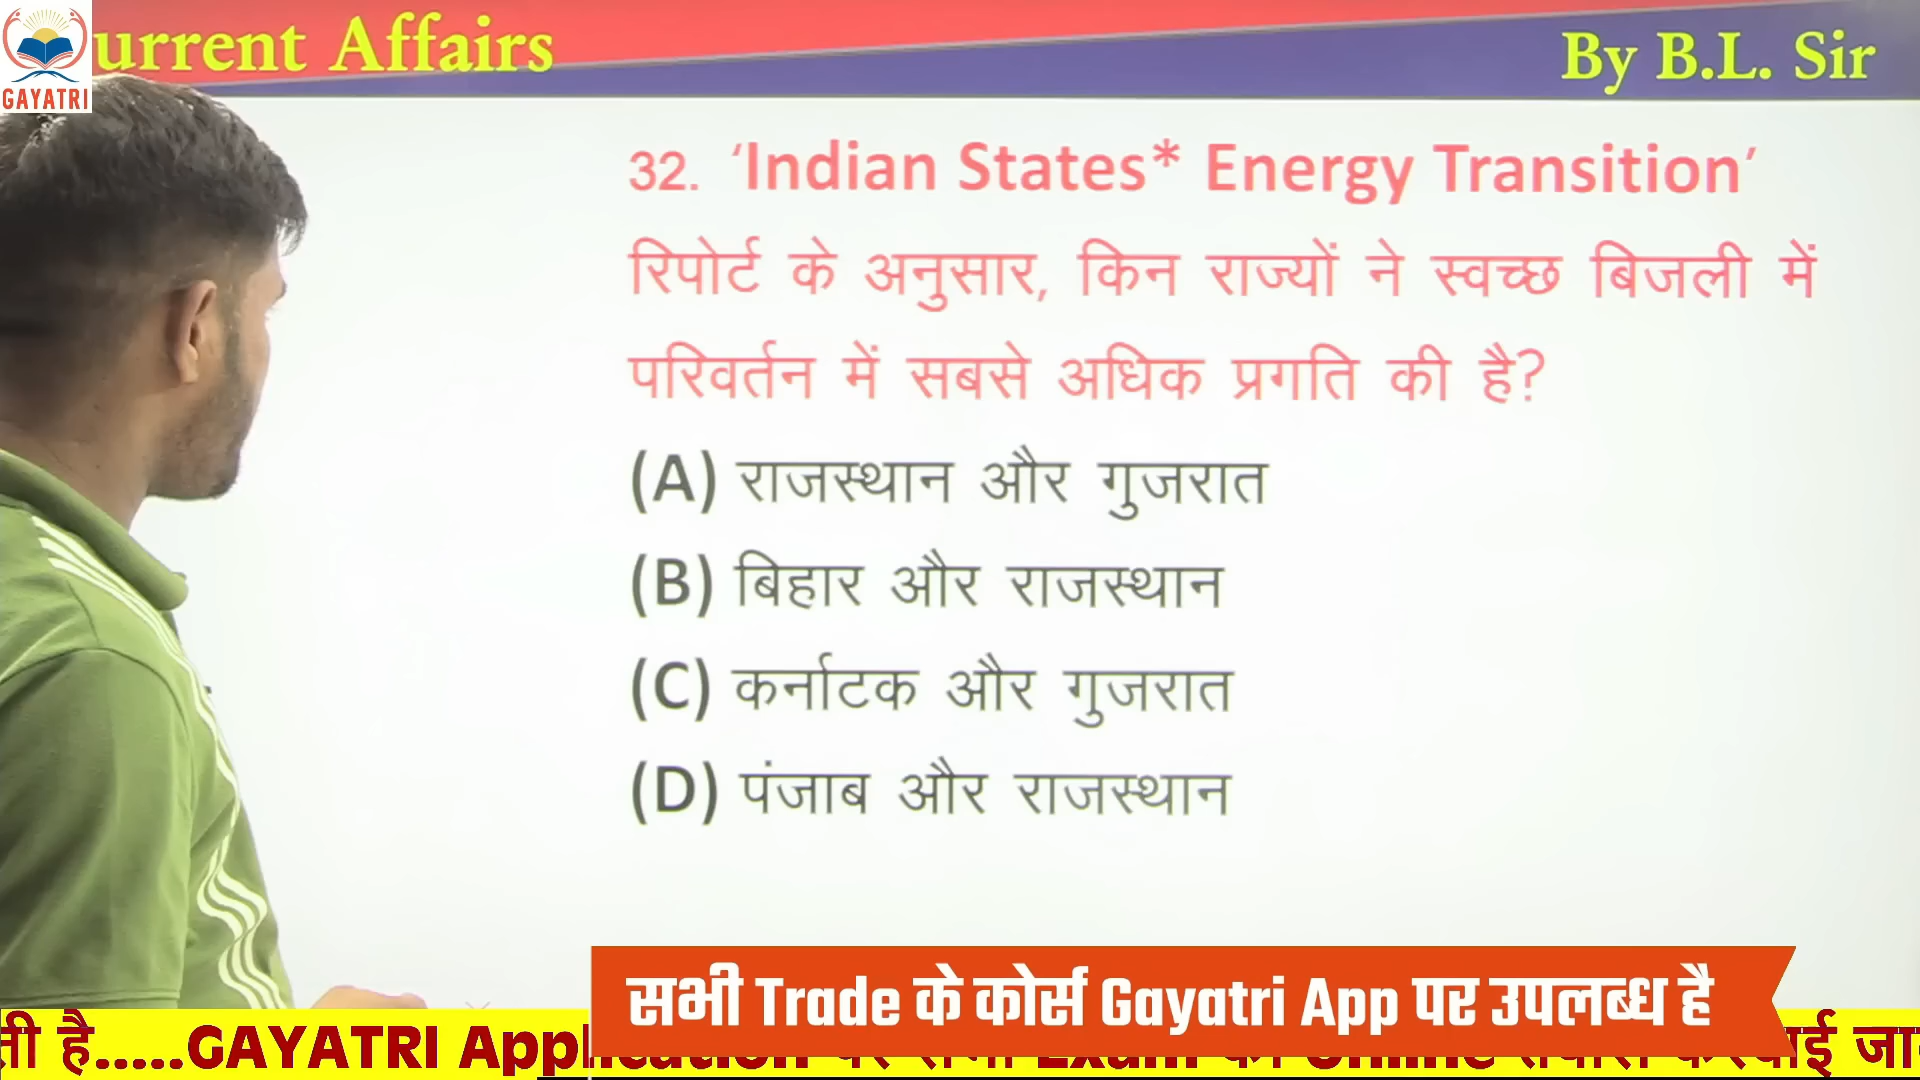 urrent Affairs
By B.L. Sir
GAYATRI
32. ‘Indian States* Energy Transition’
रिपोर्ट के अनुसार, किन राज्यों ने स्वच्छ बिजली में
परिवर्तन में सबसे अधिक प्रगति की है?
(A) राजस्थान और गुजरात
(B) बिहार और राजस्थान
(C) कर्नाटक और गुजरात
(D) पंजाब और राजस्थान
सभी Trade के कोर्स Gayatri App पर उपलब्ध है
ती है.....GAYATRI Appl